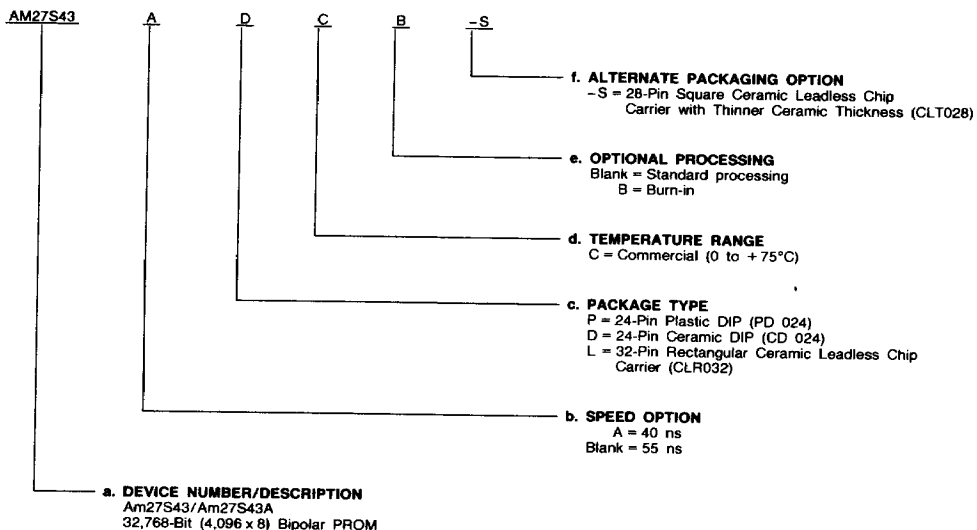 AM27S43 A D C B -S
f. ALTERNATE PACKAGING OPTION
-S = 28-Pin Square Ceramic Leadless Chip
Carrier with Thinner Ceramic Thickness (CLT028)
e. OPTIONAL PROCESSING
Blank = Standard processing
B = Burn-in
d. TEMPERATURE RANGE
C = Commercial (0 to +75°C)
c. PACKAGE TYPE
P = 24-Pin Plastic DIP (PD 024)
D = 24-Pin Ceramic DIP (CD 024)
L = 32-Pin Rectangular Ceramic Leadless Chip
Carrier (CLR032)
b. SPEED OPTION
A = 40 ns
Blank = 55 ns
a. DEVICE NUMBER/DESCRIPTION
Am27S43/Am27S43A
32,768-Bit (4,096 x 8) Bipolar PROM